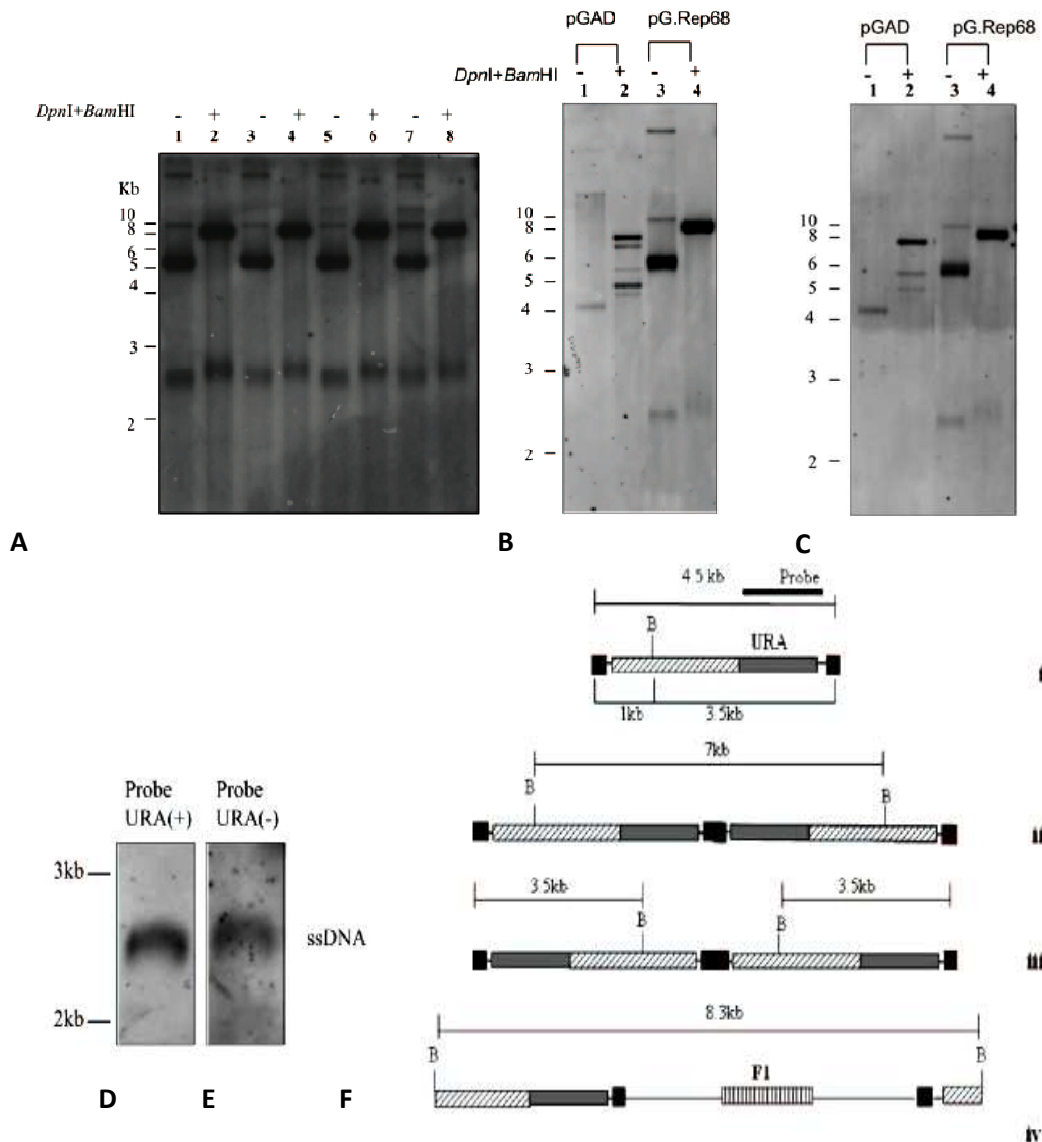 DpnI+BamHI - + - + - + - +
1 2 3 4 5 6 7 8
Kb
10
8
6
5
4
3
2
A
pGAD pG.Rep68
DpnI+BamHI - + - +
1 2 3 4
10
8
6
5
4
3
2
B
pGAD pG.Rep68
- + - +
1 2 3 4
10
8
6
5
4
3
2
C
Probe
URA(+)
Probe
URA(-)
3kb
ssDNA
2kb
D
E
F
4.5 kb Probe
B
URA
1kb 3.5kb
7kb
B B
ii
3.5kb 3.5kb
B B
8.3kb
B B
F1
iv